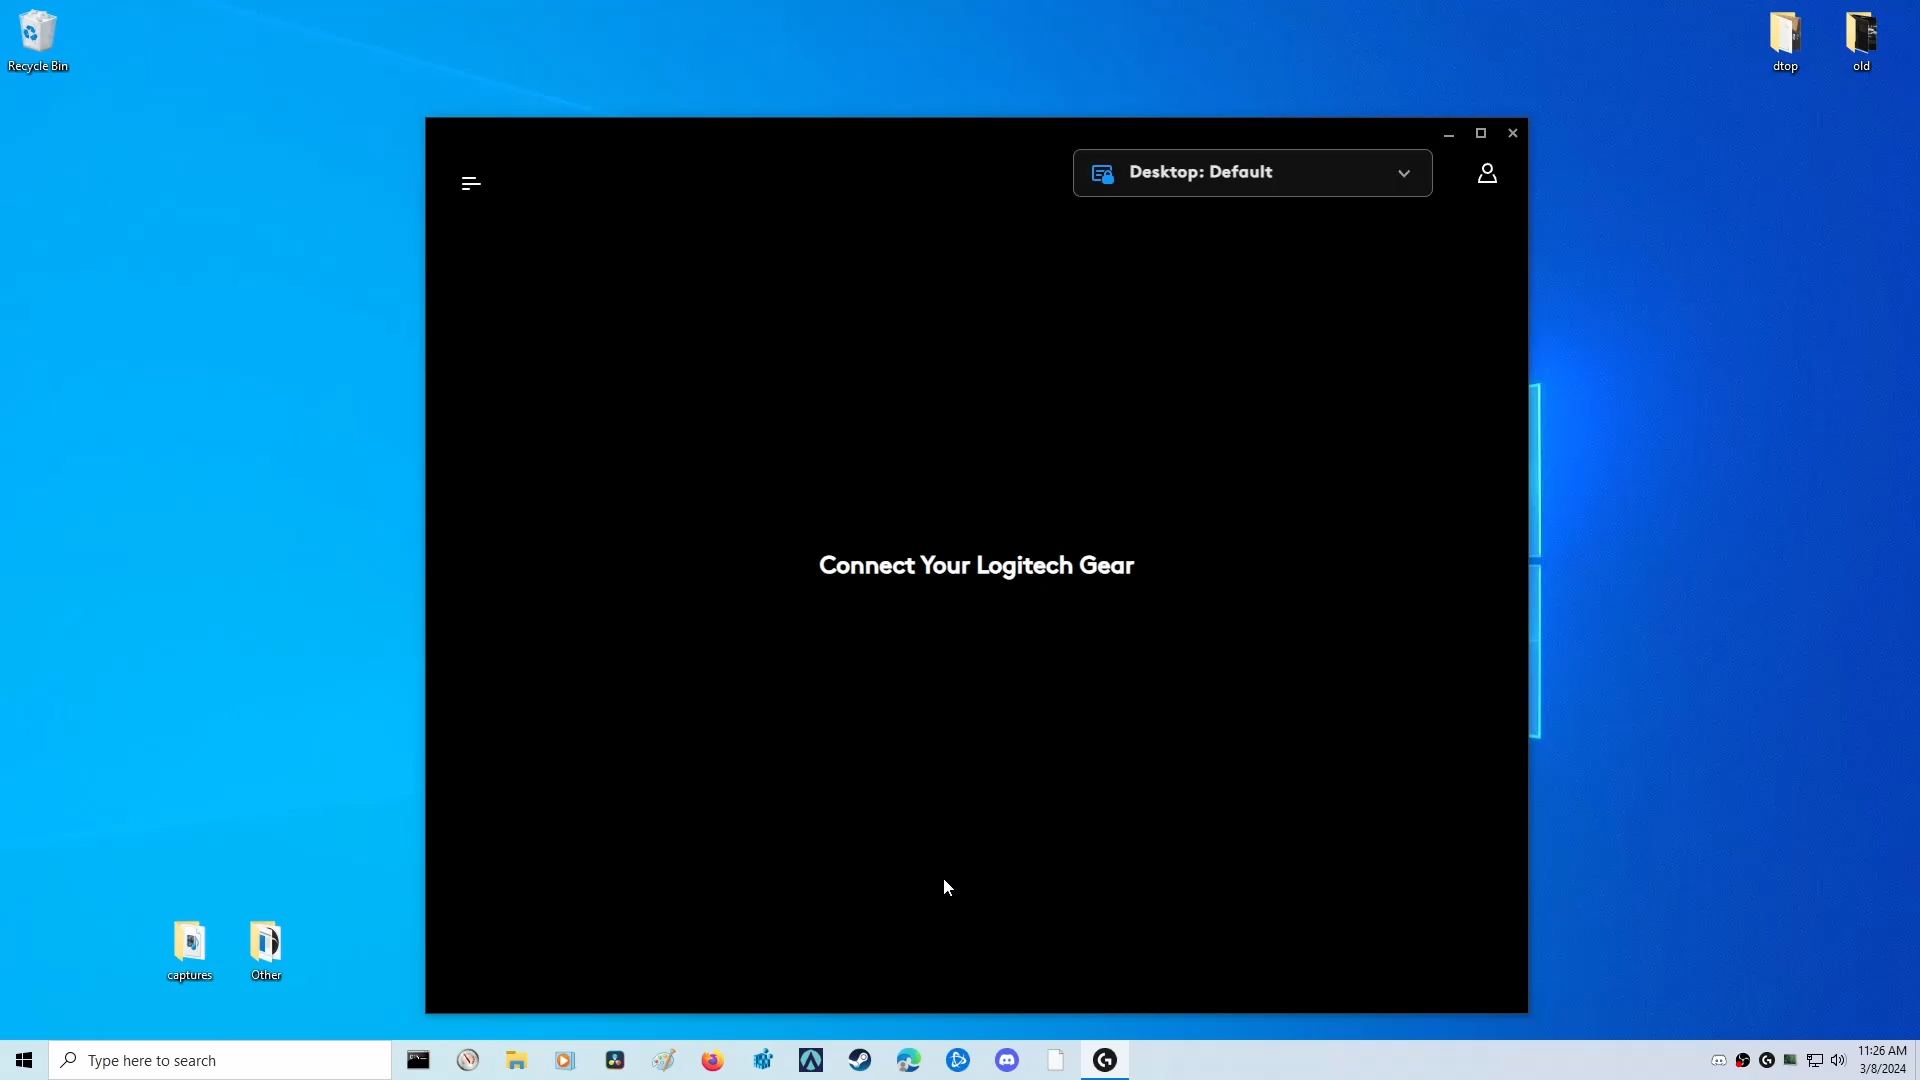 Recycle Bin
dtop
old
Desktop: Default
Connect Your Logitech Gear
captures
Other
Type here to search
11:26 AM
3/8/2024